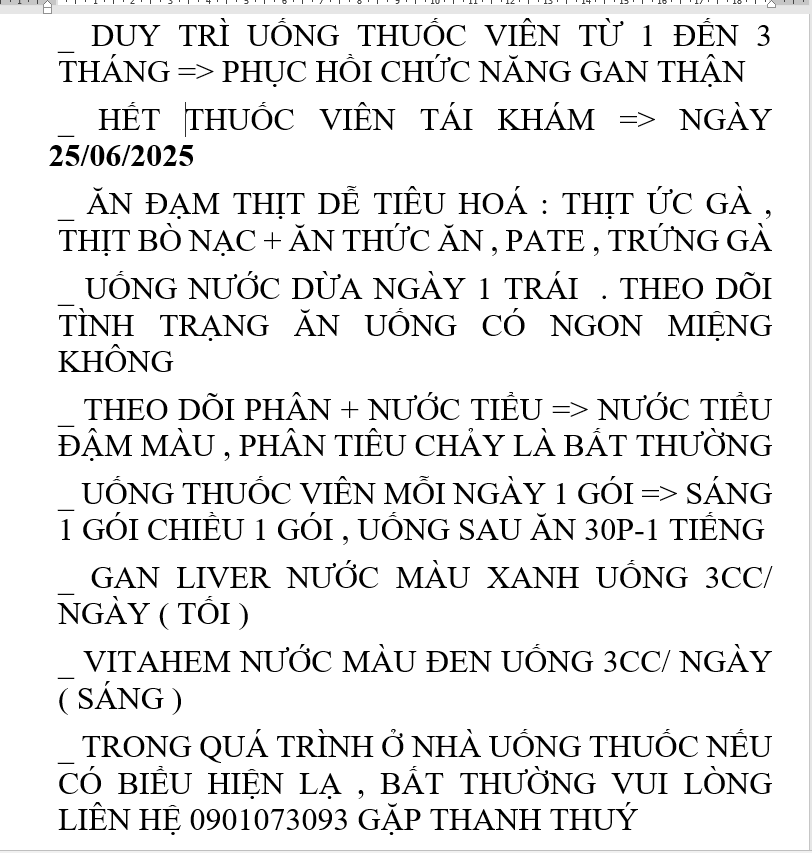 _ DUY TRÌ UỐNG THUỐC VIÊN TỪ 1 ĐẾN 3
THÁNG => PHỤC HỒI CHỨC NĂNG GAN THẬN
_ HẾT THUỐC VIÊN TÁI KHÁM => NGÀY
25/06/2025
_ ĂN ĐẠM THỊT DỄ TIÊU HOÁ : THỊT ỨC GÀ ,
THỊT BÒ NẠC + ĂN THỨC ĂN , PATE , TRỨNG GÀ
_ UỐNG NƯỚC DỪA NGÀY 1 TRÁI . THEO DÕI
TÌNH TRẠNG ĂN UỐNG CÓ NGON MIỆNG
KHÔNG
_ THEO DÕI PHÂN + NƯỚC TIỂU => NƯỚC TIỂU
ĐẬM MÀU , PHÂN TIÊU CHẢY LÀ BẤT THƯỜNG
_ UỐNG THUỐC VIÊN MỖI NGÀY 1 GÓI => SÁNG
1 GÓI CHIỀU 1 GÓI , UỐNG SAU ĂN 30P-1 TIẾNG
_ GAN LIVER NƯỚC MÀU XANH UỐNG 3CC/
NGÀY ( TỐI )
_ VITAHEM NƯỚC MÀU ĐEN UỐNG 3CC/ NGÀY
( SÁNG )
_ TRONG QUÁ TRÌNH Ở NHÀ UỐNG THUỐC NẾU
CÓ BIỂU HIỆN LẠ , BẤT THƯỜNG VUI LÒNG
LIÊN HỆ 0901073093 GẶP THANH THUÝ